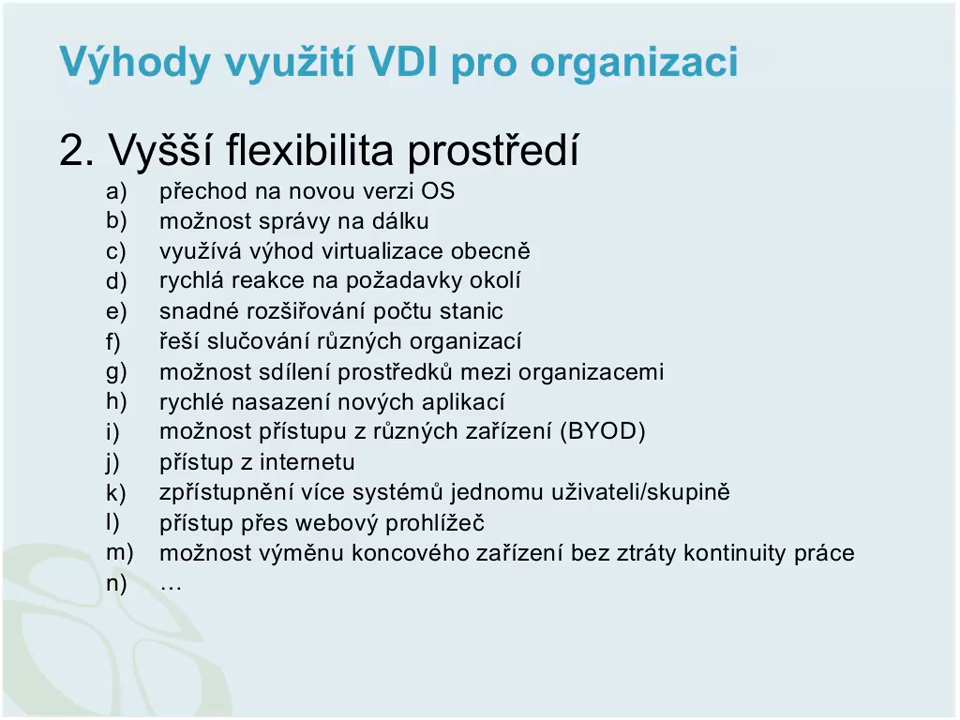 Výhody využití VDI pro organizaci
2. Vyšší flexibilita prostředí
a) přechod na novou verzi OS
b) možnost správy na dálku
c) využívá výhod virtualizace obecně
d) rychlá reakce na požadavky okolí
e) snadné rozšiřování počtu stanic
f) řeší slučování různých organizací
g) možnost sdílení prostředků mezi organizacemi
h) rychlé nasazení nových aplikací
i) možnost přístupu z různých zařízení (BYOD)
j) přístup z internetu
k) zpřístupnění více systémů jednomu uživateli/skupině
l) přístup přes webový prohlížeč
m) možnost výměnu koncového zařízení bez ztráty kontinuity práce
n) …